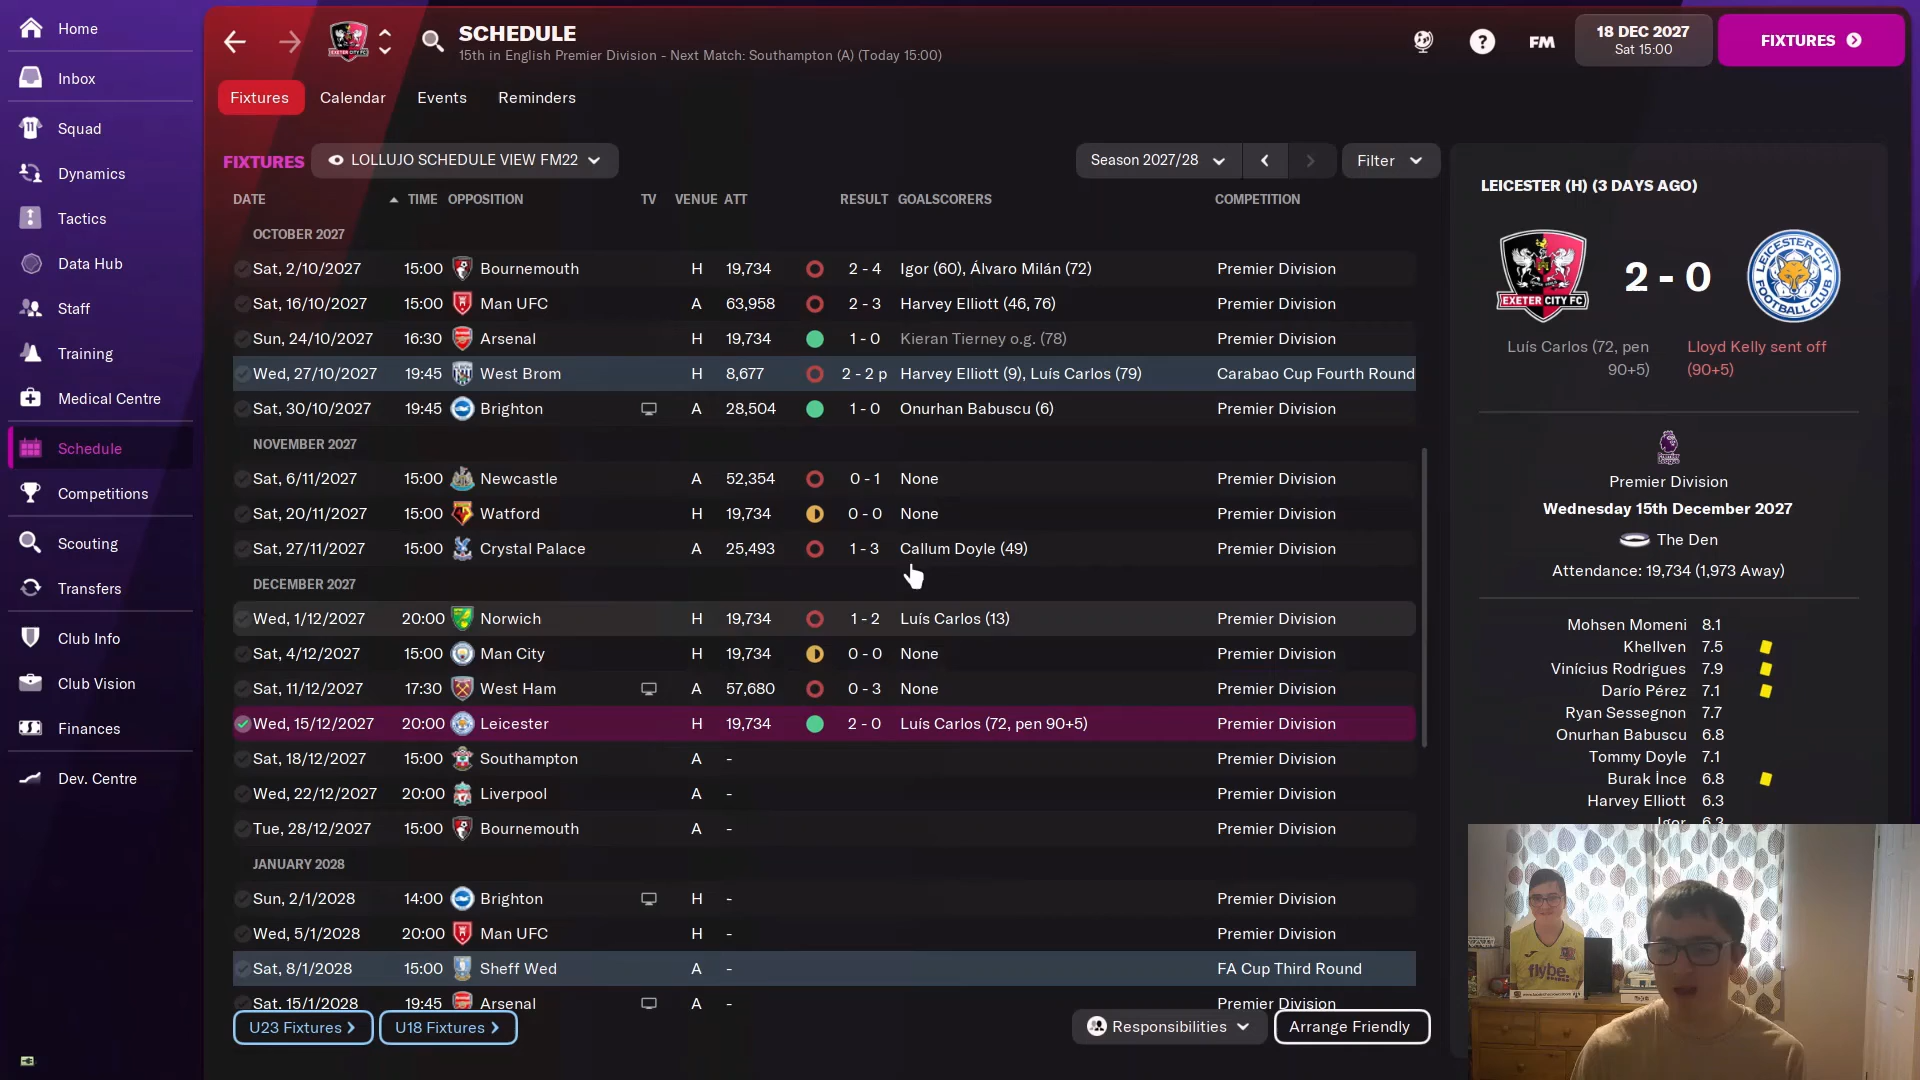 Home
Inbox
Squad
Dynamics
Tactics
Data Hub
Staff
Training
Medical Centre
Schedule
Competitions
Scouting
Transfers
Club Info
Club Vision
Finances
Dev. Centre
SCHEDULE
15th in English Premier Division - Next Match: Southampton (A) (Today 15:00)
? FM
18 DEC 2027
Sat 15:00
FIXTURES
Fixtures Calendar Events Reminders
FIXTURES LOLLUJO SCHEDULE VIEW FM22 Season 2027/28 Filter
DATE TIME OPPOSITION TV VENUE ATT RESULT GOALSCORERS COMPETITION
OCTOBER 2027
Sat, 2/10/2027 15:00 Bournemouth H 19,734 2 - 4 Igor (60), Álvaro Milán (72) Premier Division
Sat, 16/10/2027 15:00 Man UFC A 63,958 2 - 3 Harvey Elliott (46, 76) Premier Division
Sun, 24/10/2027 16:30 Arsenal H 19,734 1 - 0 Kieran Tierney o.g. (78) Premier Division
Wed, 27/10/2027 19:45 West Brom H 8,677 2 - 2 p Harvey Elliott (9), Luís Carlos (79) Carabao Cup Fourth Round
Sat, 30/10/2027 19:45 Brighton A 28,504 1 - 0 Onurhan Babuscu (6) Premier Division
NOVEMBER 2027
Sat, 6/11/2027 15:00 Newcastle A 52,354 0 - 1 None Premier Division
Sat, 20/11/2027 15:00 Watford H 19,734 0 - 0 None Premier Division
Sat, 27/11/2027 15:00 Crystal Palace A 25,493 1 - 3 Callum Doyle (49) Premier Division
DECEMBER 2027
Wed, 1/12/2027 20:00 Norwich H 19,734 1 - 2 Luís Carlos (13) Premier Division
Sat, 4/12/2027 15:00 Man City H 19,734 0 - 0 None Premier Division
Sat, 11/12/2027 17:30 West Ham A 57,680 0 - 3 None Premier Division
Wed, 15/12/2027 20:00 Leicester H 19,734 2 - 0 Luís Carlos (72, pen 90+5) Premier Division
Sat, 18/12/2027 15:00 Southampton A - Premier Division
Wed, 22/12/2027 20:00 Liverpool A - Premier Division
Tue, 28/12/2027 15:00 Bournemouth A - Premier Division
JANUARY 2028
Sun, 2/1/2028 14:00 Brighton H - Premier Division
Wed, 5/1/2028 20:00 Man UFC H - Premier Division
Sat, 8/1/2028 15:00 Sheff Wed A - FA Cup Third Round
Sat, 15/1/2028 19:45 Arsenal A - Premier Division
U23 Fixtures U18 Fixtures Responsibilities Arrange Friendly
LEICESTER (H) (3 DAYS AGO)
EXETER CITY FC
2 - 0
LEICESTER CITY
FOOTBALL CLUB
Luís Carlos (72, pen
90+5)
Lloyd Kelly sent off
(90+5)
Premier Division
Wednesday 15th December 2027
The Den
Attendance: 19,734 (1,973 Away)
Mohsen Momeni 8.1
Khellven 7.5
Vinícius Rodrigues 7.9
Darío Pérez 7.1
Ryan Sessegnon 7.7
Onurhan Babuscu 6.8
Tommy Doyle 7.1
Burak İnce 6.8
Harvey Elliott 6.3
Igor 6.3
flybe.